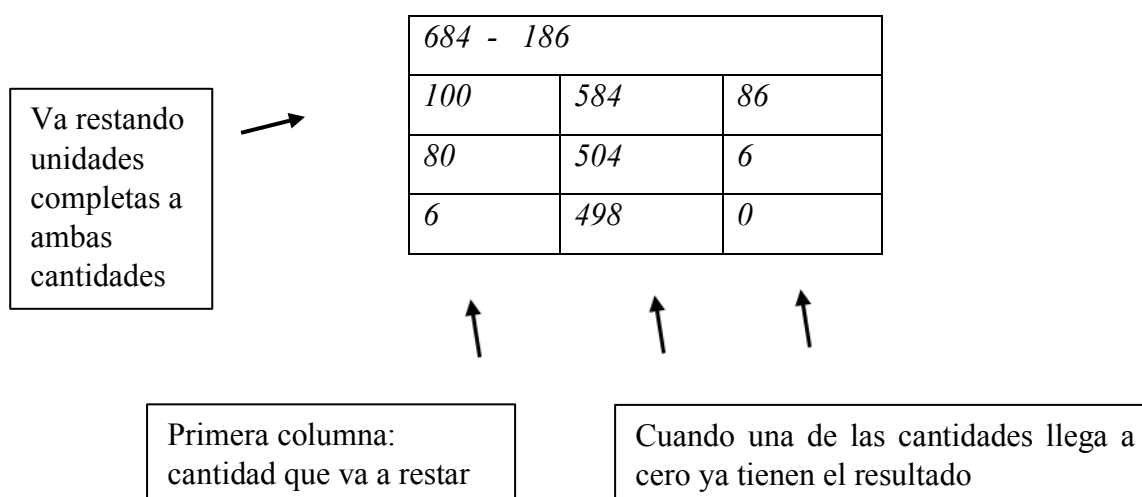 684 - 186
100 584 86
80 504 6
6 498 0
Va restando
unidades
completas a
ambas
cantidades
Primera columna:
cantidad que va a restar
Cuando una de las cantidades llega a
cero ya tienen el resultado